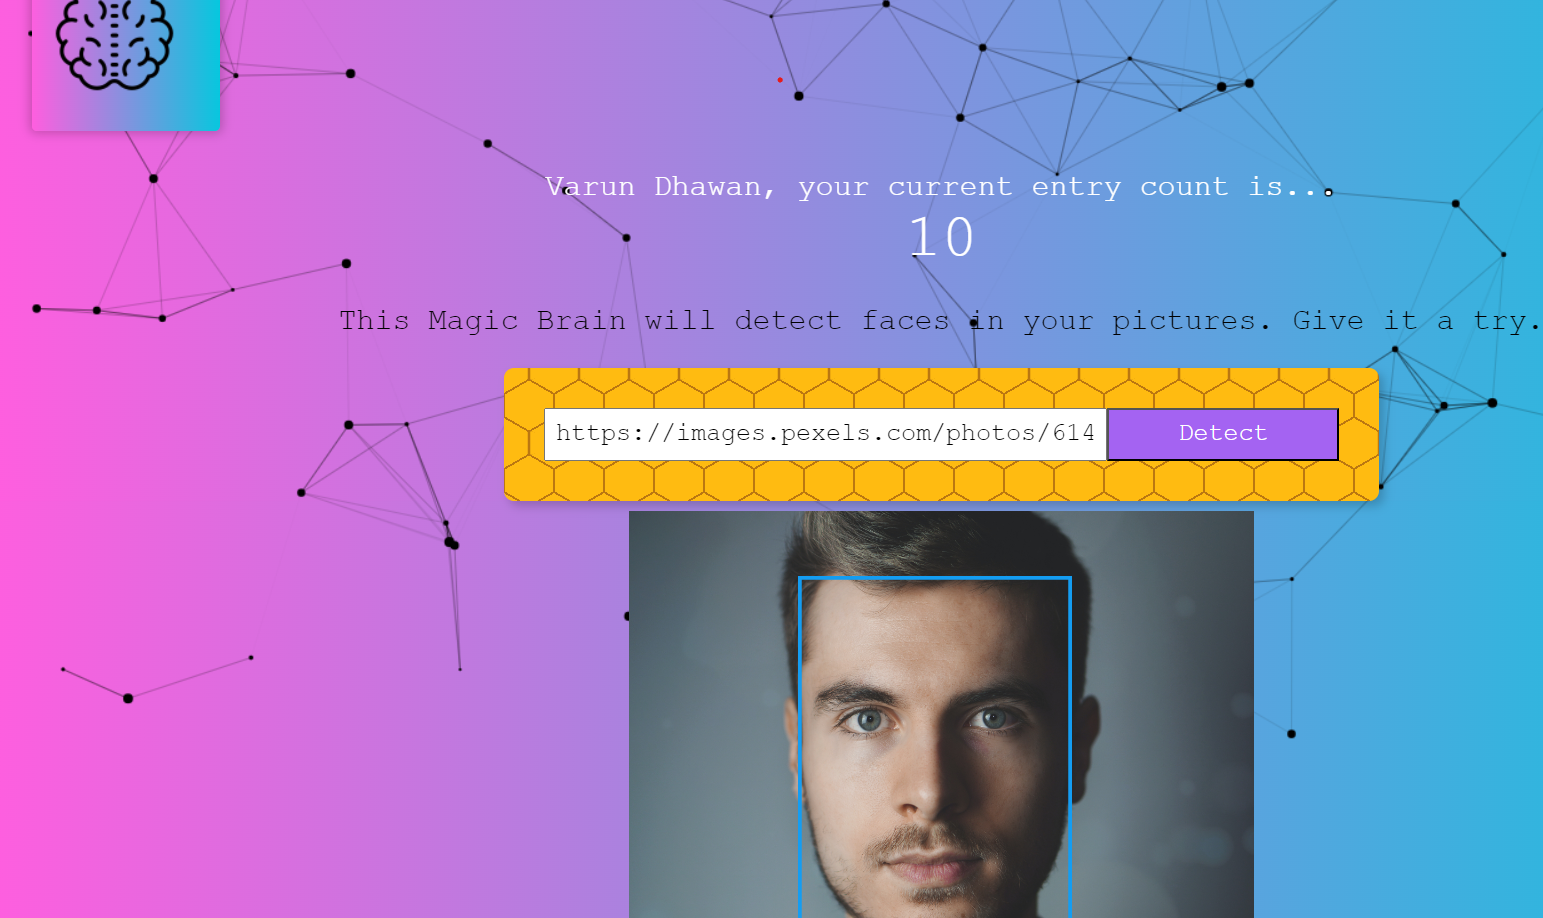 Varun Dhawan, your current entry count is...
10
This Magic Brain will detect faces in your pictures. Give it a try.
https://images.pexels.com/photos/614
Detect